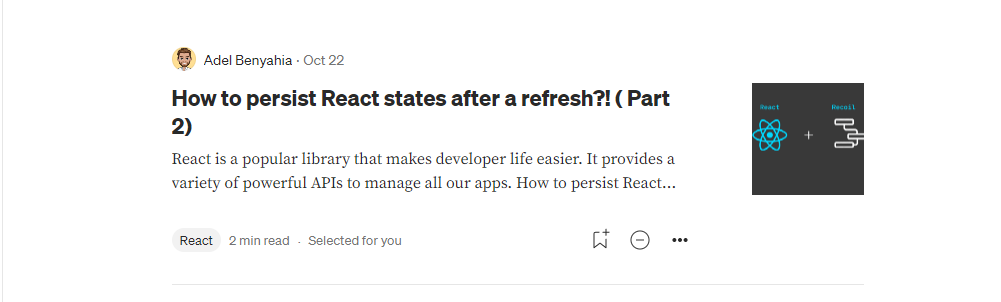 Adel Benyahia · Oct 22
How to persist React states after a refresh?! ( Part
2)
React is a popular library that makes developer life easier. It provides a
variety of powerful APIs to manage all our apps. How to persist React...
React
Recoil
+
React
2 min read · Selected for you